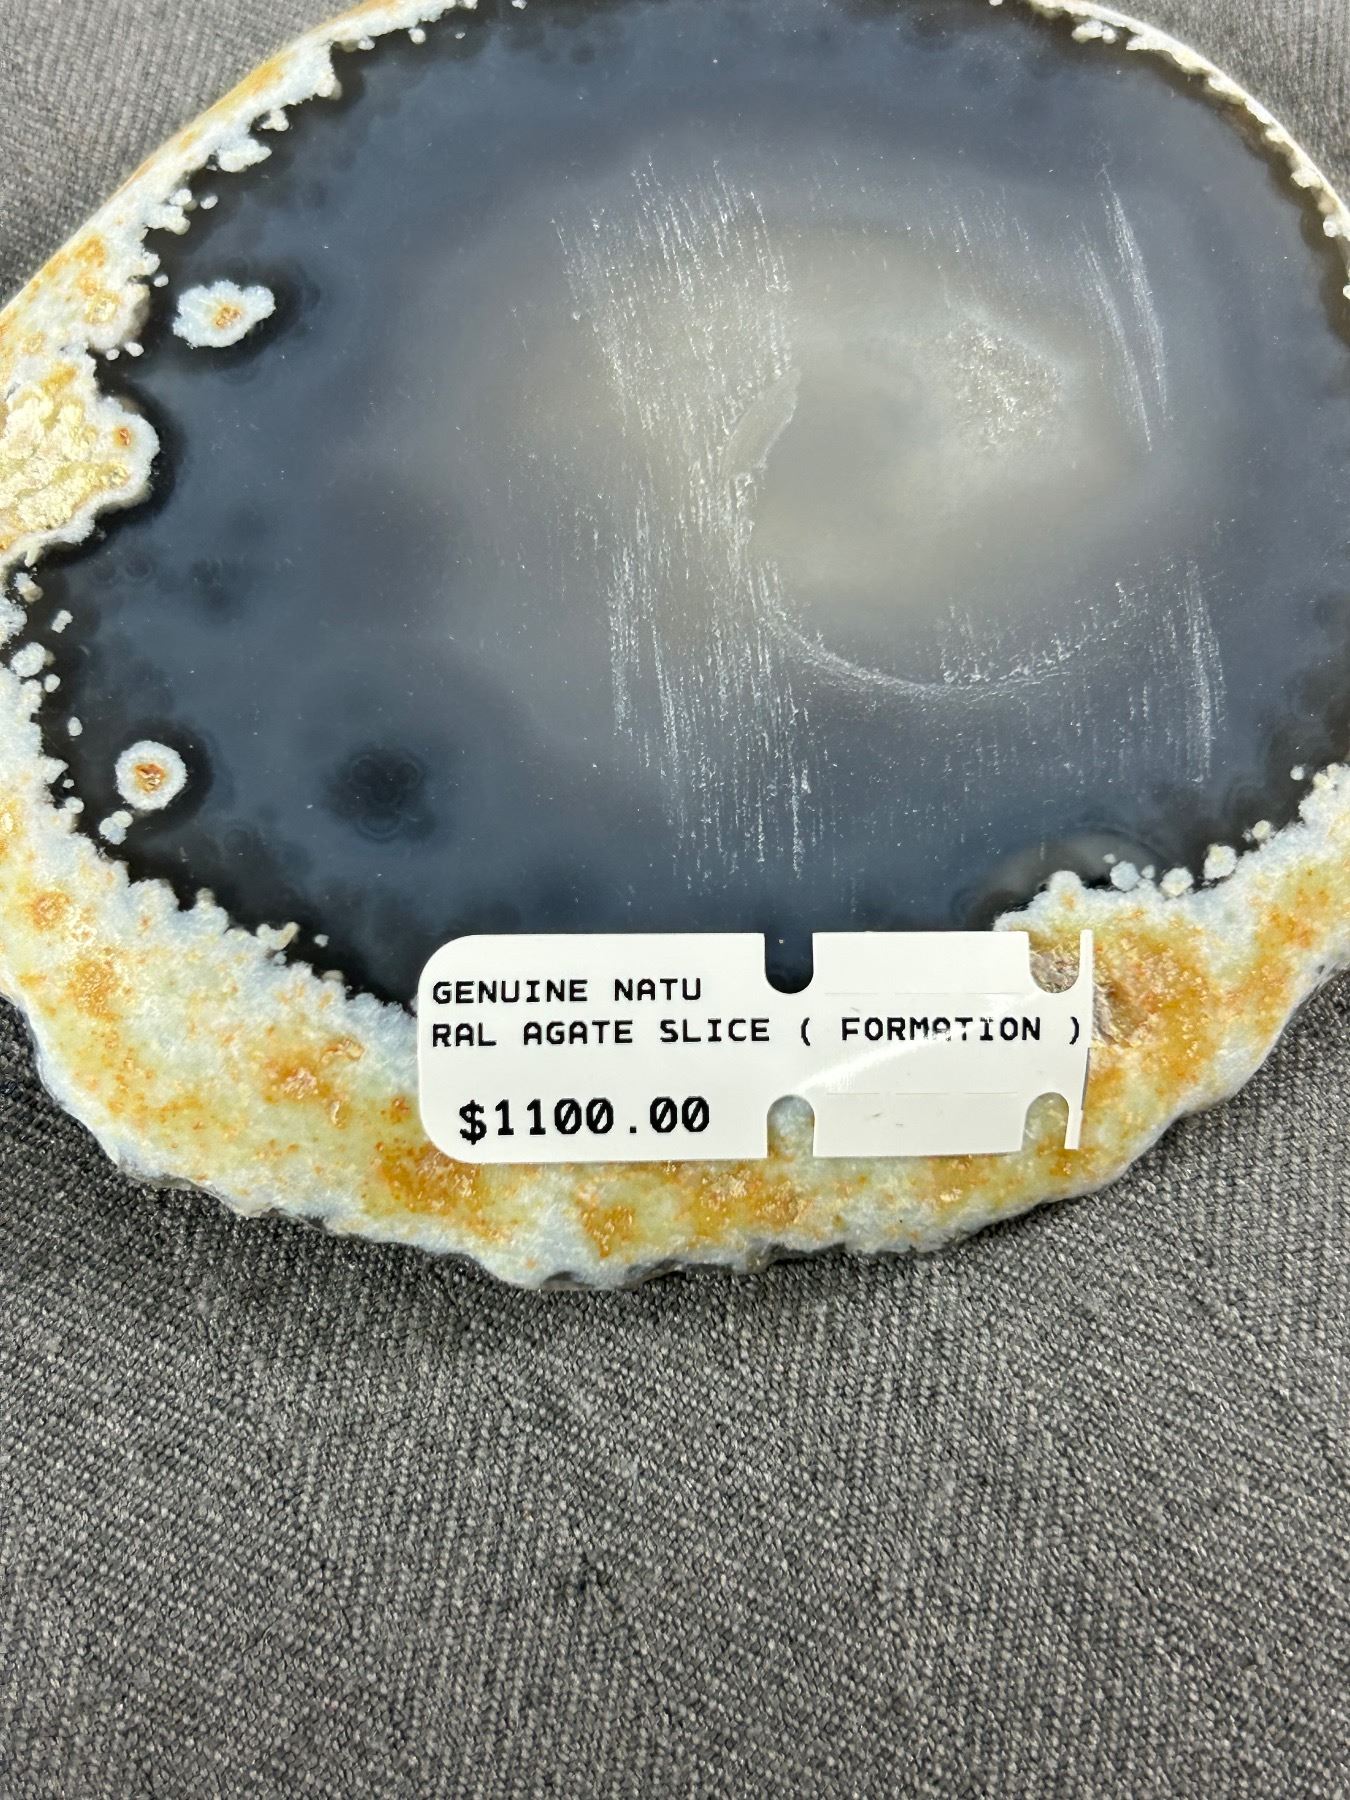 GENUINE NATU
RAL AGATE SLICE ( FORMATION )
$1100.00